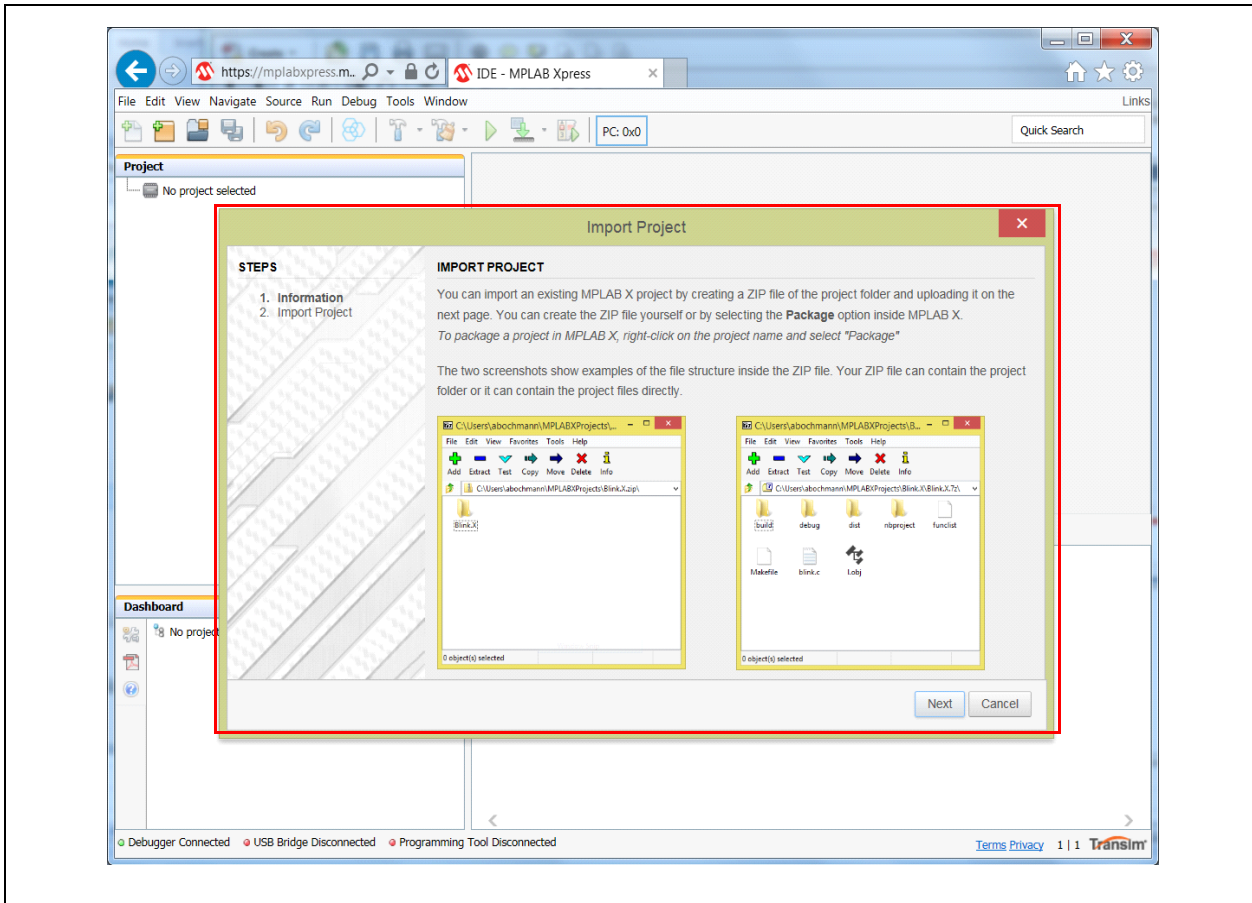 https://mplabxpress.m..
IDE - MPLAB Xpress
File Edit View Navigate Source Run Debug Tools Window
Links
PC: 0x0
Quick Search
Project
No project selected
Import Project
STEPS
1. Information
2. Import Project
IMPORT PROJECT
You can import an existing MPLAB X project by creating a ZIP file of the project folder and uploading it on the
next page. You can create the ZIP file yourself or by selecting the Package option inside MPLAB X.
To package a project in MPLAB X, right-click on the project name and select "Package"
The two screenshots show examples of the file structure inside the ZIP file. Your ZIP file can contain the project
folder or it can contain the project files directly.
C:\Users\abochmann\MPLABXProjects\...
File Edit View Favorites Tools Help
Add Extract Test Copy Move Delete Info
C:\Users\abochmann\MPLABXProjects\Blink.X.zip\
Blink.X
0 object(s) selected
C:\Users\abochmann\MPLABXProjects\B...
File Edit View Favorites Tools Help
Add Extract Test Copy Move Delete Info
C:\Users\abochmann\MPLABXProjects\Blink.X\Blink.X.7z\
build debug dist nbproject funclist
Makefile blink.c l.obj
0 object(s) selected
Next Cancel
Dashboard
No project
Debugger Connected USB Bridge Disconnected Programming Tool Disconnected
Terms Privacy 1 | 1 Transim